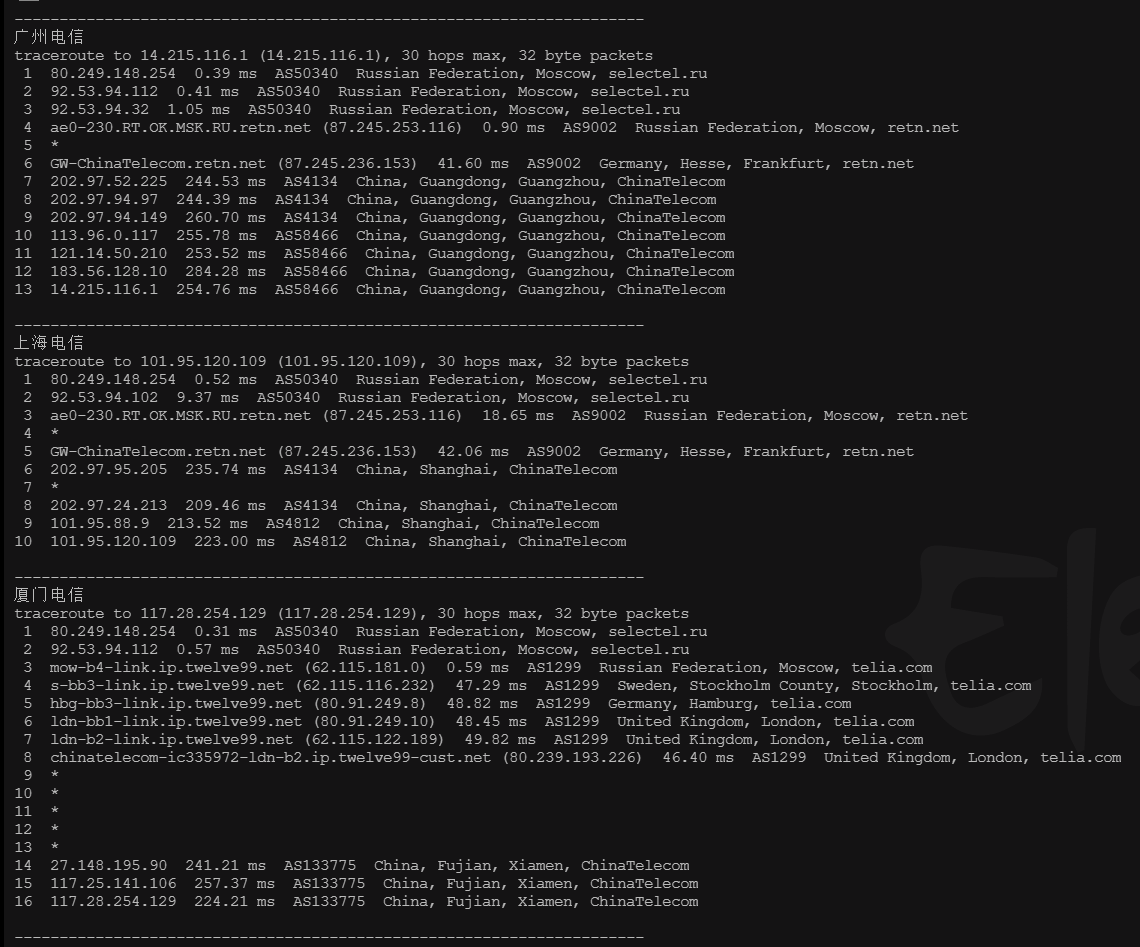 ----------------------------------------------------------------------
广州电信
traceroute to 14.215.116.1 (14.215.116.1), 30 hops max, 32 byte packets
 1  80.249.148.254  0.39 ms  AS50340  Russian Federation, Moscow, selectel.ru
 2  92.53.94.112  0.41 ms  AS50340  Russian Federation, Moscow, selectel.ru
 3  92.53.94.32  1.05 ms  AS50340  Russian Federation, Moscow, selectel.ru
 4  ae0-230.RT.OK.MSK.RU.retn.net (87.245.253.116)  0.90 ms  AS9002  Russian Federation, Moscow, retn.net
 5  *
 6  GW-ChinaTelecom.retn.net (87.245.236.153)  41.60 ms  AS9002  Germany, Hesse, Frankfurt, retn.net
 7  202.97.52.225  244.53 ms  AS4134  China, Guangdong, Guangzhou, ChinaTelecom
 8  202.97.94.97  244.39 ms  AS4134  China, Guangdong, Guangzhou, ChinaTelecom
 9  202.97.94.149  260.70 ms  AS4134  China, Guangdong, Guangzhou, ChinaTelecom
10  113.96.0.117  255.78 ms  AS58466  China, Guangdong, Guangzhou, ChinaTelecom
11  121.14.50.210  253.52 ms  AS58466  China, Guangdong, Guangzhou, ChinaTelecom
12  183.56.128.10  284.28 ms  AS58466  China, Guangdong, Guangzhou, ChinaTelecom
13  14.215.116.1  254.76 ms  AS58466  China, Guangdong, Guangzhou, ChinaTelecom
----------------------------------------------------------------------
上海电信
traceroute to 101.95.120.109 (101.95.120.109), 30 hops max, 32 byte packets
 1  80.249.148.254  0.52 ms  AS50340  Russian Federation, Moscow, selectel.ru
 2  92.53.94.102  9.37 ms  AS50340  Russian Federation, Moscow, selectel.ru
 3  ae0-230.RT.OK.MSK.RU.retn.net (87.245.253.116)  18.65 ms  AS9002  Russian Federation, Moscow, retn.net
 4  *
 5  GW-ChinaTelecom.retn.net (87.245.236.153)  42.06 ms  AS9002  Germany, Hesse, Frankfurt, retn.net
 6  202.97.95.205  235.74 ms  AS4134  China, Shanghai, ChinaTelecom
 7  *
 8  202.97.24.213  209.46 ms  AS4134  China, Shanghai, ChinaTelecom
 9  101.95.88.9  213.52 ms  AS4812  China, Shanghai, ChinaTelecom
10  101.95.120.109  223.00 ms  AS4812  China, Shanghai, ChinaTelecom
----------------------------------------------------------------------
厦门电信
traceroute to 117.28.254.129 (117.28.254.129), 30 hops max, 32 byte packets
 1  80.249.148.254  0.31 ms  AS50340  Russian Federation, Moscow, selectel.ru
 2  92.53.94.112  0.57 ms  AS50340  Russian Federation, Moscow, selectel.ru
 3  mow-b4-link.ip.twelve99.net (62.115.181.0)  0.59 ms  AS1299  Russian Federation, Moscow, telia.com
 4  s-bb3-link.ip.twelve99.net (62.115.116.232)  47.29 ms  AS1299  Sweden, Stockholm County, Stockholm, telia.com
 5  hbg-bb3-link.ip.twelve99.net (80.91.249.8)  48.82 ms  AS1299  Germany, Hamburg, telia.com
 6  ldn-bb1-link.ip.twelve99.net (80.91.249.10)  48.45 ms  AS1299  United Kingdom, London, telia.com
 7  ldn-b2-link.ip.twelve99.net (62.115.122.189)  49.82 ms  AS1299  United Kingdom, London, telia.com
 8  chinatelecom-ic335972-ldn-b2.ip.twelve99-cust.net (80.239.193.226)  46.40 ms  AS1299  United Kingdom, London, telia.com
 9  *
10  *
11  *
12  *
13  *
14  27.148.195.90  241.21 ms  AS133775  China, Fujian, Xiamen, ChinaTelecom
15  117.25.141.106  257.37 ms  AS133775  China, Fujian, Xiamen, ChinaTelecom
16  117.28.254.129  224.21 ms  AS133775  China, Fujian, Xiamen, ChinaTelecom
----------------------------------------------------------------------